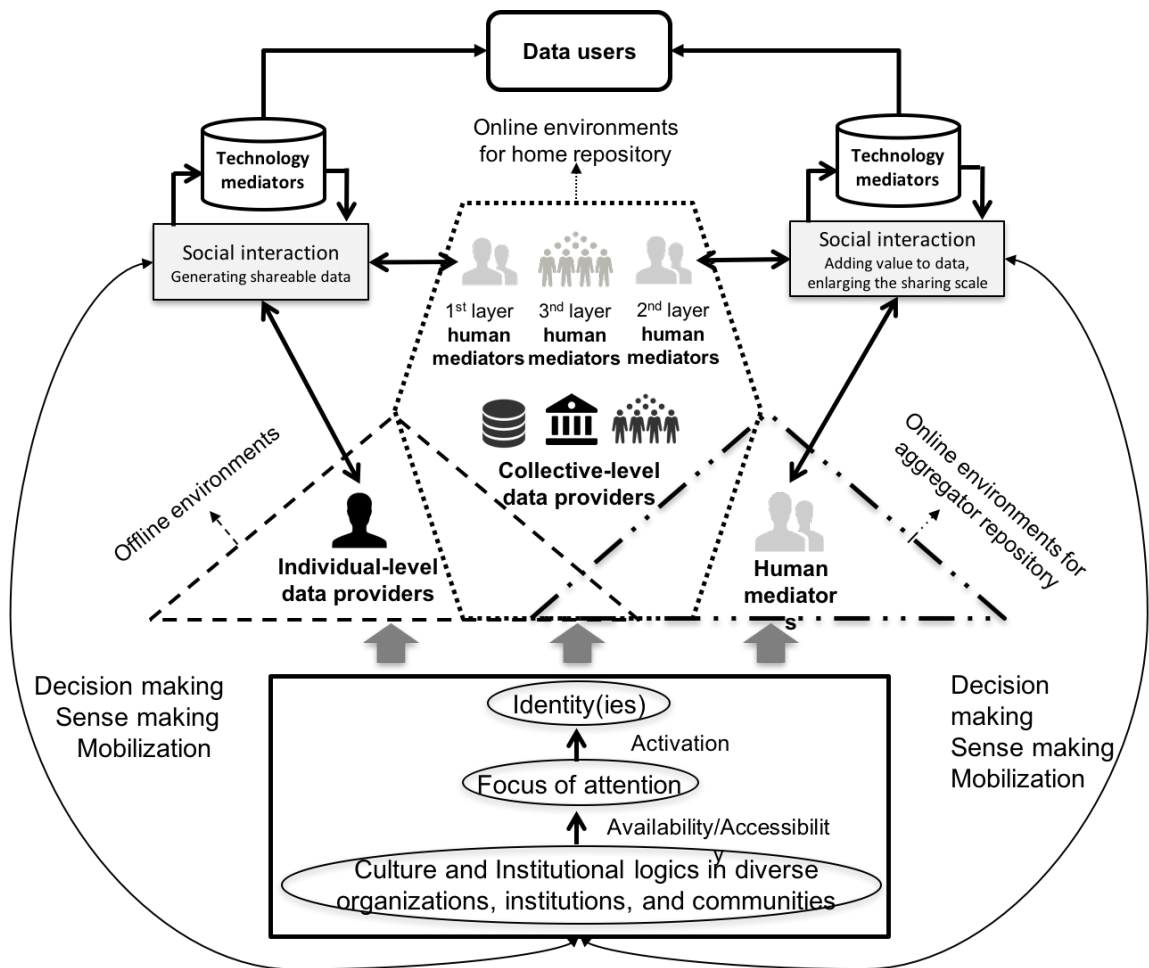 Data users
Online environments
for home repository
Technology
mediators
Technology
mediators
Social interaction
Generating shareable data
Social interaction
Adding value to data,
enlarging the sharing scale
1st layer
human
mediators
3nd layer
human
mediators
2nd layer
human
mediators
Collective-level
data providers
Offline environments
Online environments for
aggregator repository
Individual-level
data providers
Human
mediator
s
Decision making
Sense making
Mobilization
Decision
making
Sense making
Mobilization
Identity(ies)
Activation
Focus of attention
Availability/Accessibilit
y
Culture and Institutional logics in diverse
organizations, institutions, and communities